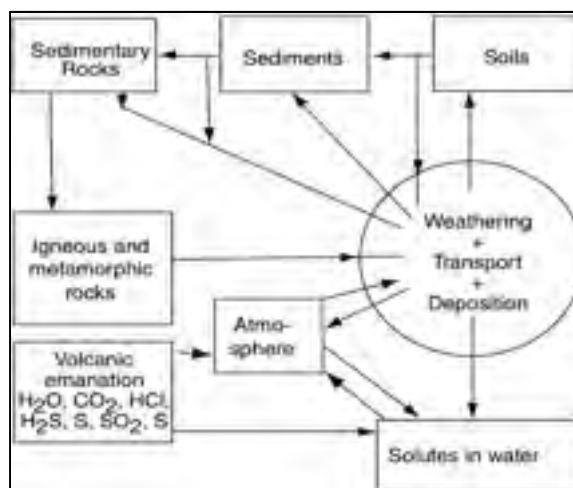 Sedimentary
Rocks
Sediments
Soils
Igneous and
metamorphic
rocks
Weathering
+
Transport
+
Deposition
Atmo-
sphere
Volcanic
emanation
H₂O, CO₂, HCl,
H₂S, S, SO₂, S
Solutes in water